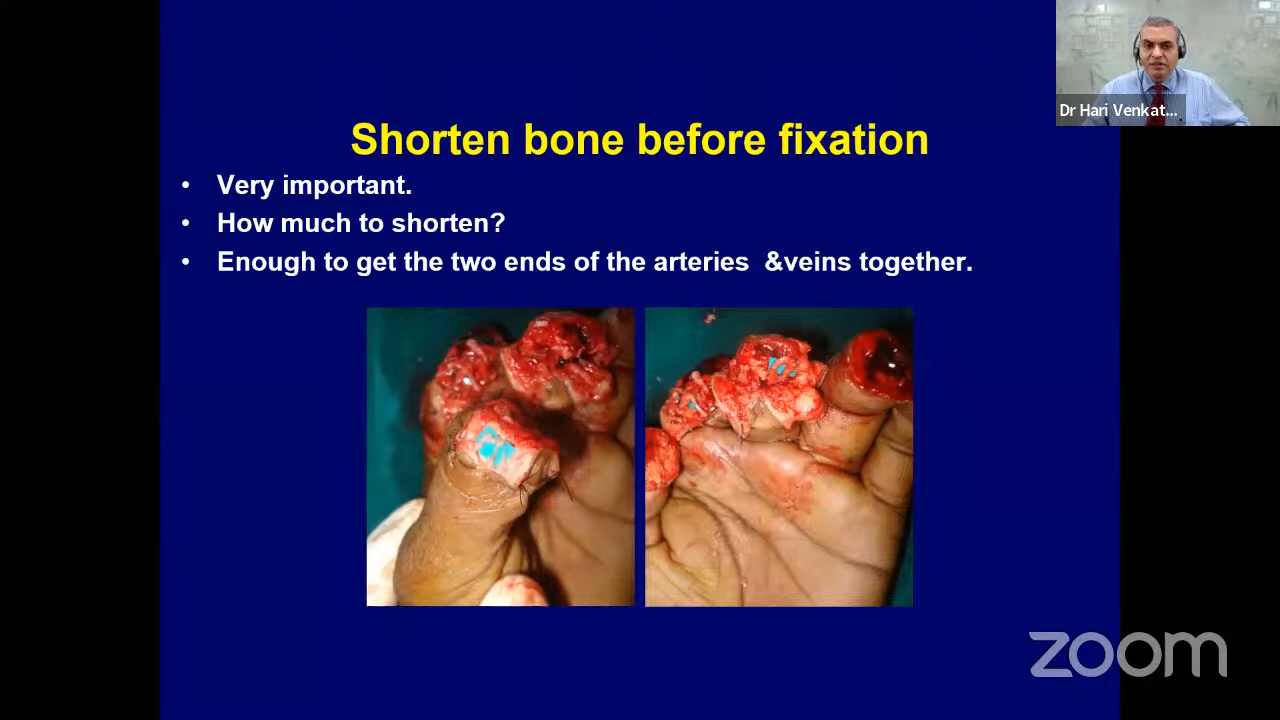 Dr Hari Venkat...
Shorten bone before fixation
• Very important.
• How much to shorten?
• Enough to get the two ends of the arteries &veins together.
zoom